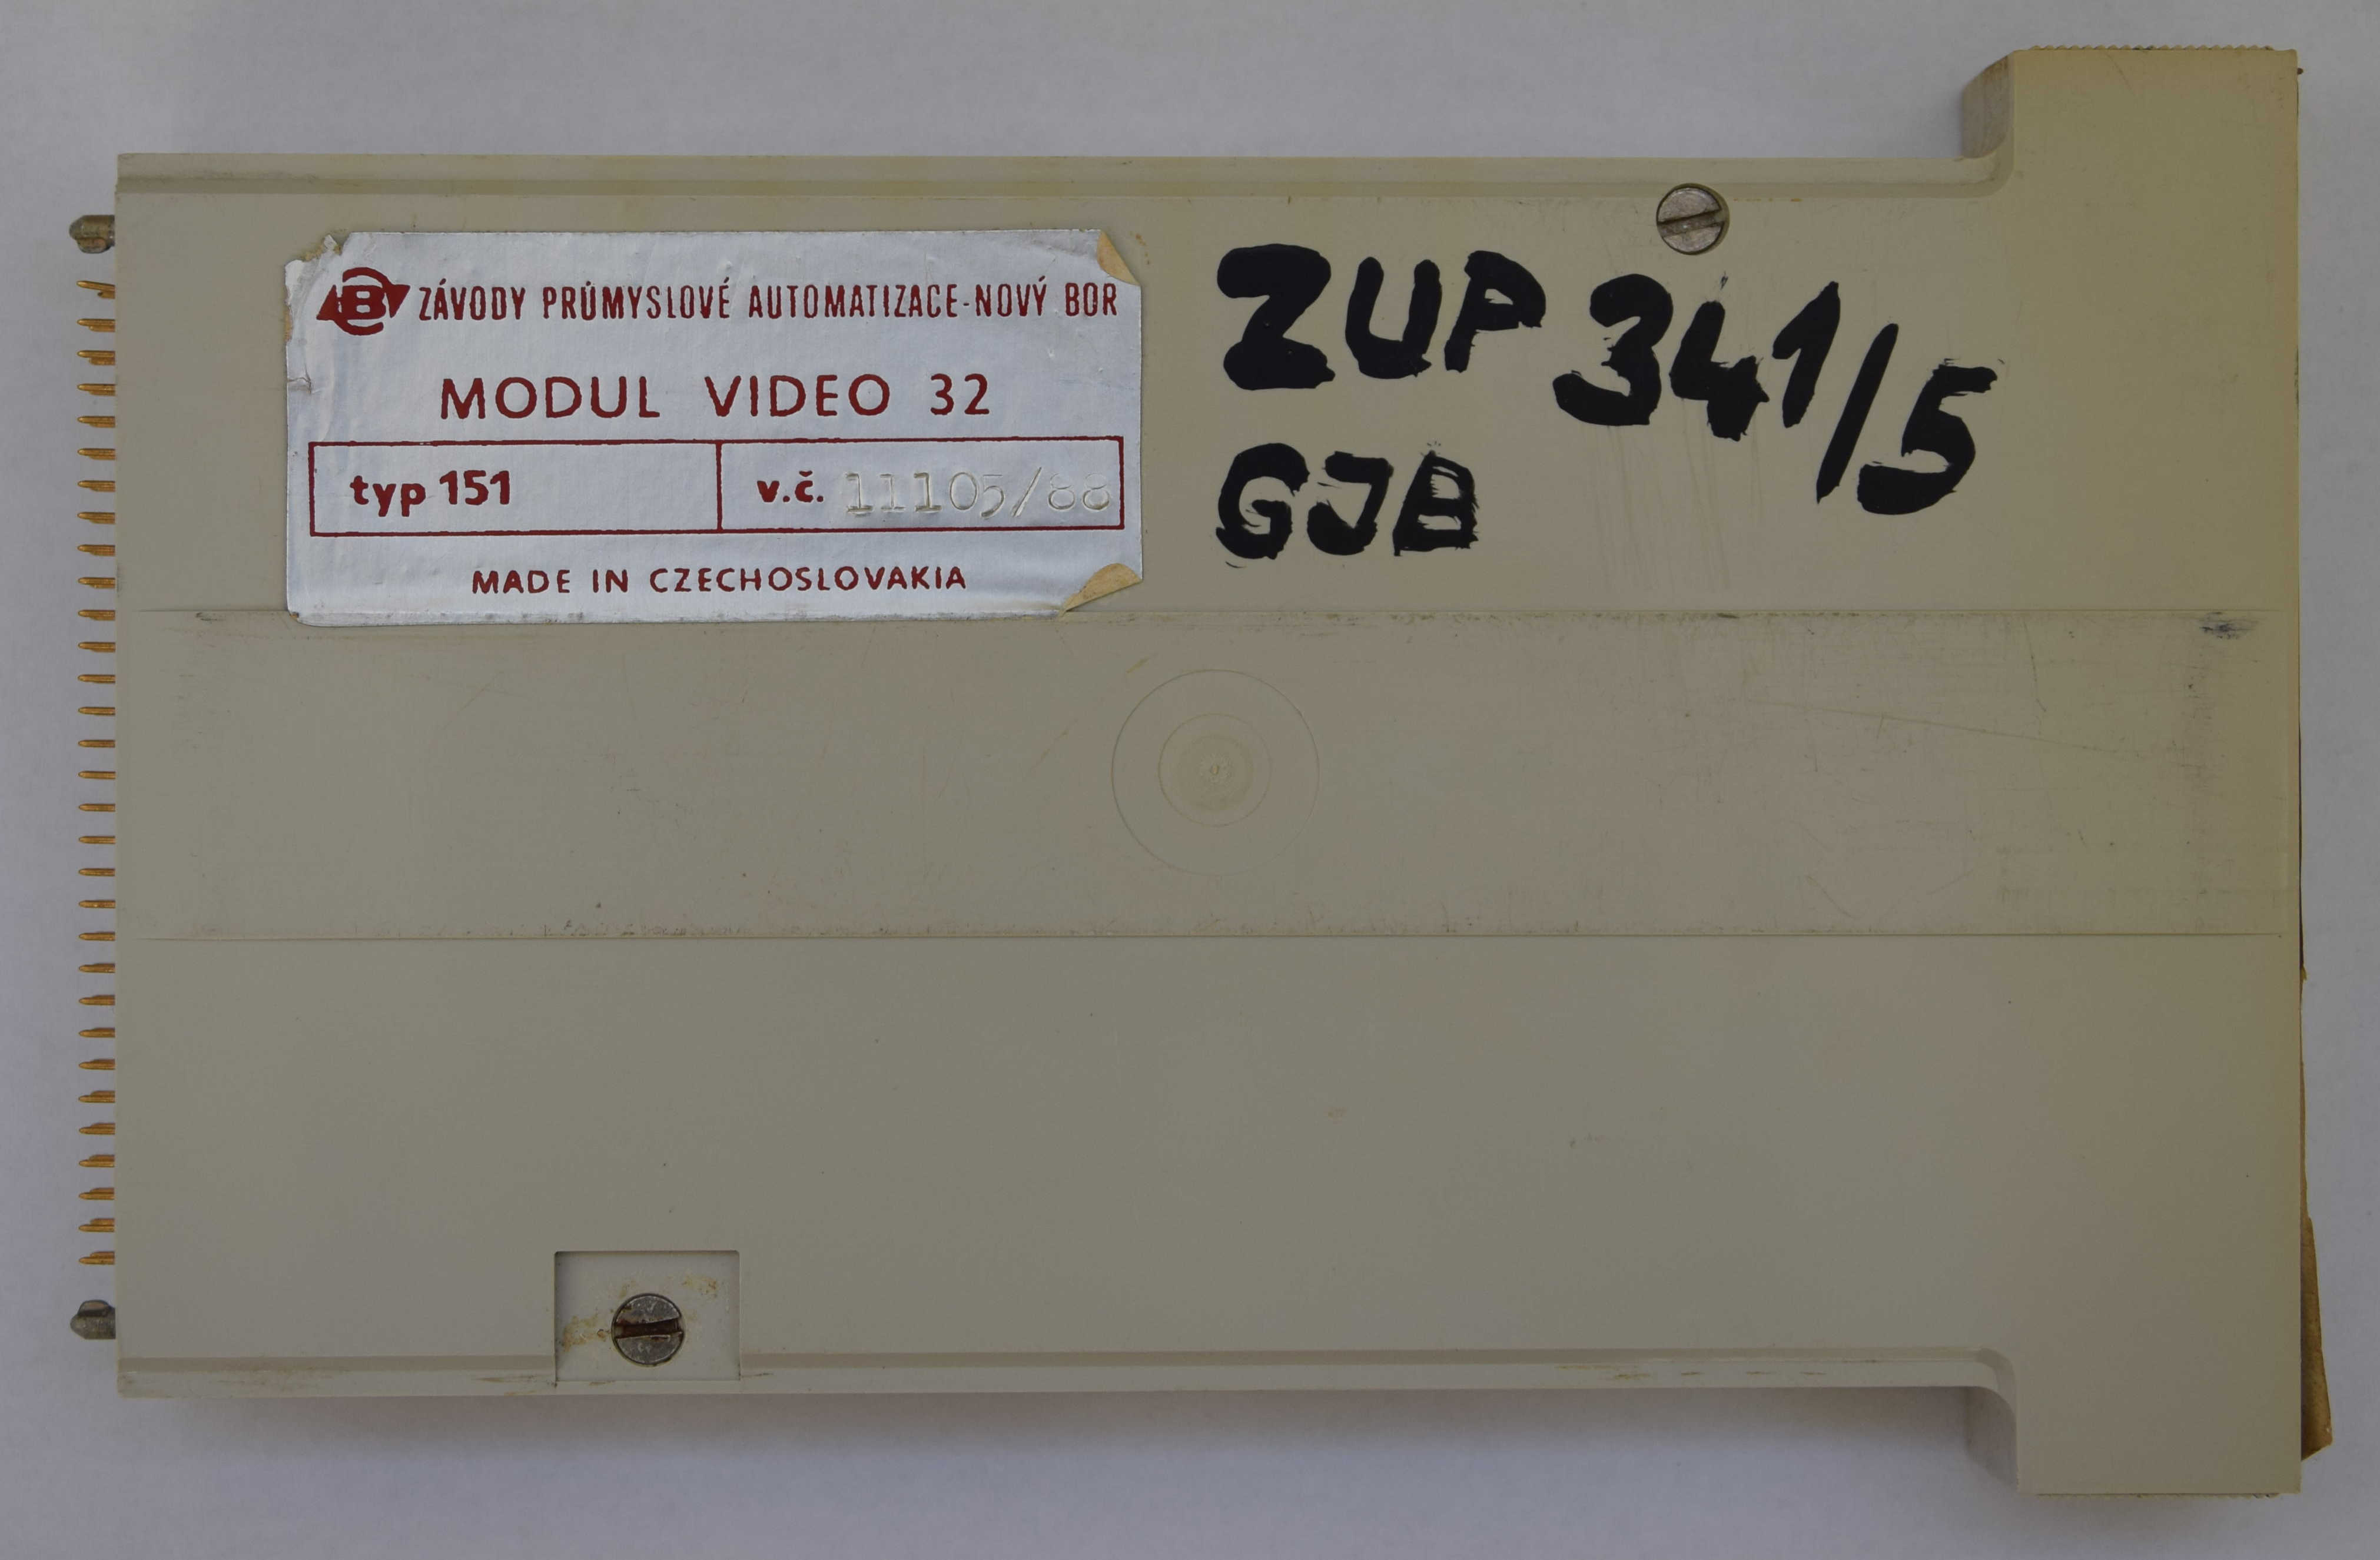 B ZÁVODY PRŮMYSLOVÉ AUTOMATIZACE-NOVÝ BOR
MODUL VIDEO 32
typ 151
v.č. 11105/88
MADE IN CZECHOSLOVAKIA
ZUP 341/5
GJB